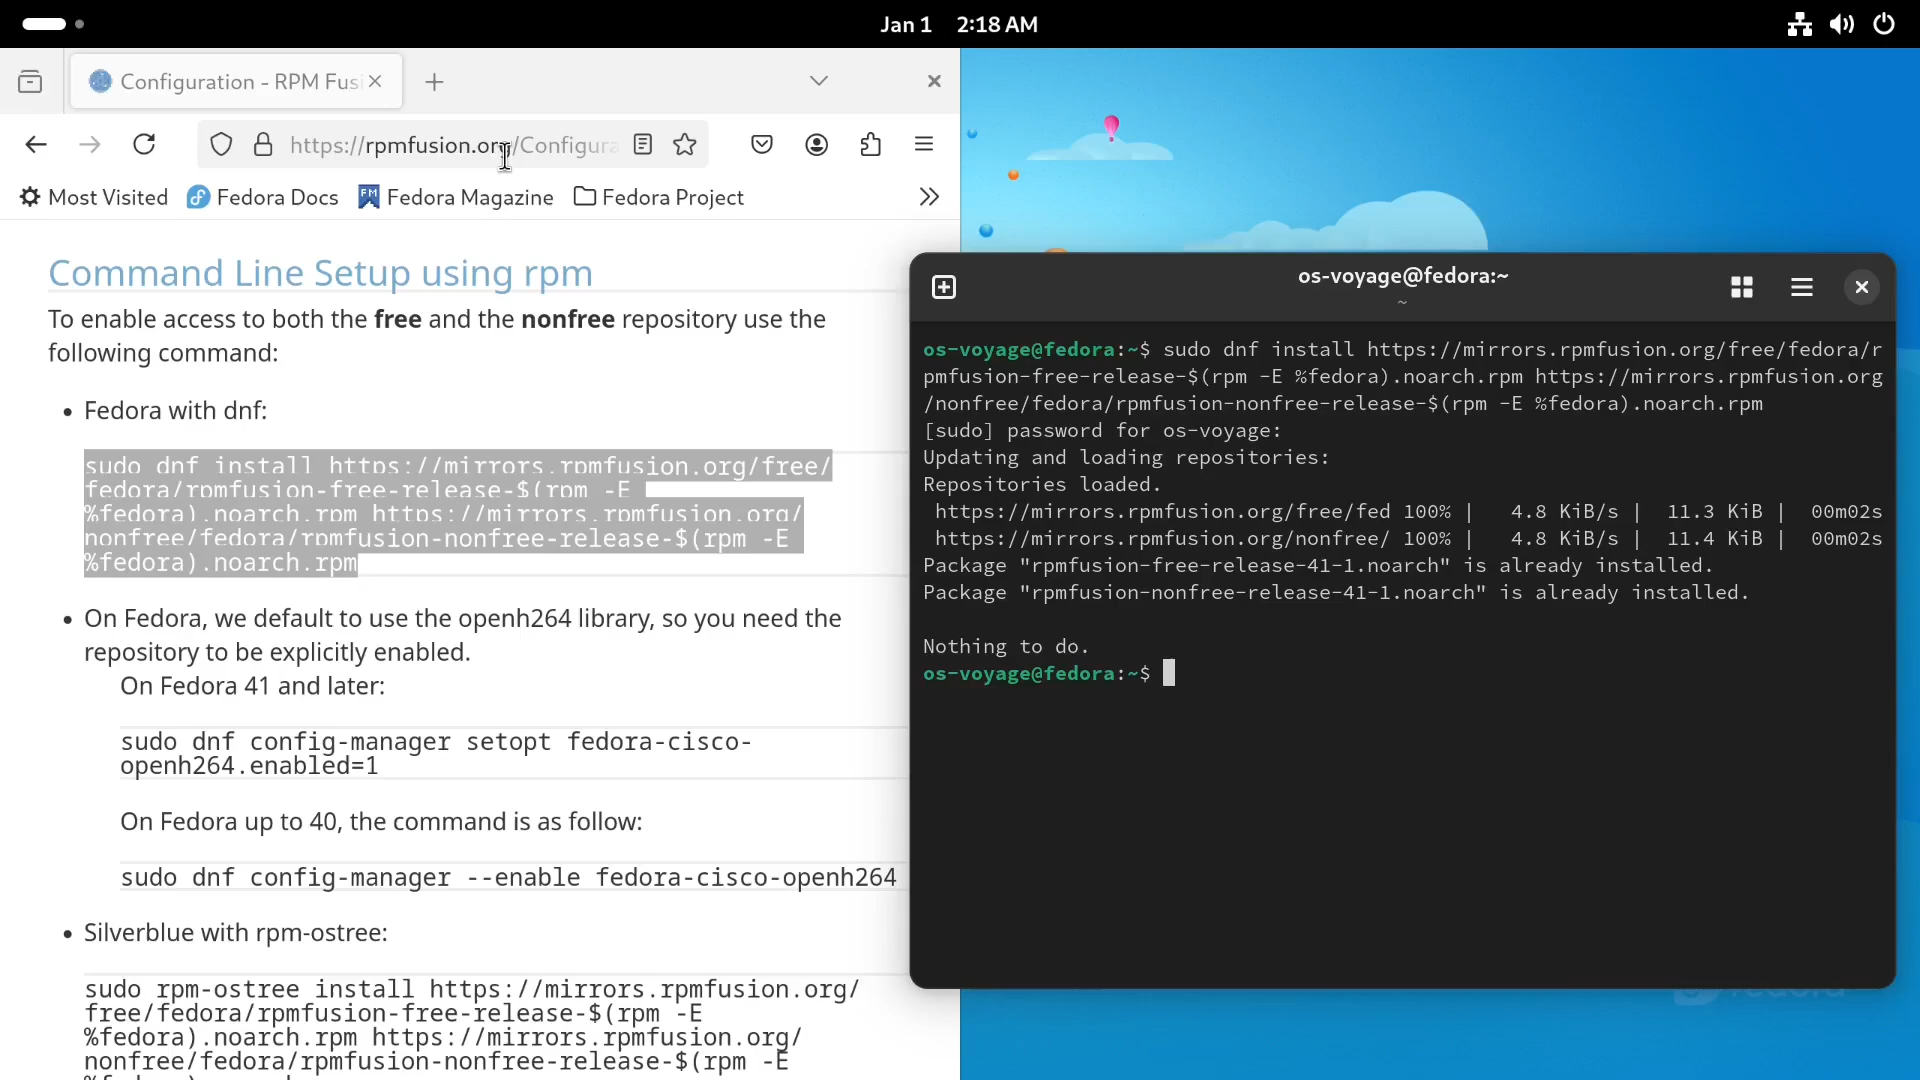 Jan 1 2:18 AM
Configuration - RPM Fusi
https://rpmfusion.org/Configura
Most Visited
Fedora Docs
FM
Fedora Magazine
Fedora Project
Command Line Setup using rpm
To enable access to both the free and the nonfree repository use the
following command:
• Fedora with dnf:
sudo dnf install https://mirrors.rpmfusion.org/free/
fedora/rpmfusion-free-release-$(rpm -E
%fedora).noarch.rpm https://mirrors.rpmfusion.org/
nonfree/fedora/rpmfusion-nonfree-release-$(rpm -E
%fedora).noarch.rpm
• On Fedora, we default to use the openh264 library, so you need the
repository to be explicitly enabled.
On Fedora 41 and later:
sudo dnf config-manager setopt fedora-cisco-
openh264.enabled=1
On Fedora up to 40, the command is as follow:
sudo dnf config-manager --enable fedora-cisco-openh264
• Silverblue with rpm-ostree:
sudo rpm-ostree install https://mirrors.rpmfusion.org/
free/fedora/rpmfusion-free-release-$(rpm -E
%fedora).noarch.rpm https://mirrors.rpmfusion.org/
nonfree/fedora/rpmfusion-nonfree-release-$(rpm -E
os-voyage@fedora:~
~
os-voyage@fedora:~$ sudo dnf install https://mirrors.rpmfusion.org/free/fedora/r
pmfusion-free-release-$(rpm -E %fedora).noarch.rpm https://mirrors.rpmfusion.org
/nonfree/fedora/rpmfusion-nonfree-release-$(rpm -E %fedora).noarch.rpm
[sudo] password for os-voyage:
Updating and loading repositories:
Repositories loaded.
https://mirrors.rpmfusion.org/free/fed 100% | 4.8 KiB/s | 11.3 KiB | 00m02s
https://mirrors.rpmfusion.org/nonfree/ 100% | 4.8 KiB/s | 11.4 KiB | 00m02s
Package "rpmfusion-free-release-41-1.noarch" is already installed.
Package "rpmfusion-nonfree-release-41-1.noarch" is already installed.
Nothing to do.
os-voyage@fedora:~$